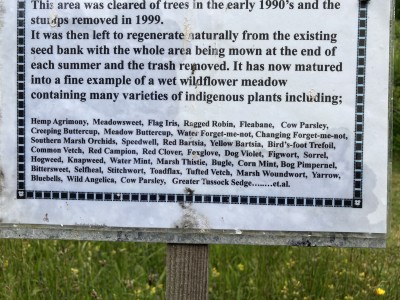 This area was cleared of trees in the early 1990's and the
stumps removed in 1999.
It was then left to regenerate naturally from the existing
seed bank with the whole area being mown at the end of
each summer and the trash removed. It has now matured
into a fine example of a wet wildflower meadow
containing many varieties of indigenous plants including;
Hemp Agrimony, Meadowsweet, Flag Iris, Ragged Robin, Fleabane, Cow Parsley,
Creeping Buttercup, Meadow Buttercup, Water Forget-me-not, Changing Forget-me-not,
Southern Marsh Orchids, Speedwell, Red Bartsia, Yellow Bartsia, Bird's-foot Trefoil,
Common Vetch, Red Campion, Red Clover, Foxglove, Dog Violet, Figwort, Sorrel,
Hogweed, Knapweed, Water Mint, Marsh Thistle, Bugle, Corn Mint, Bog Pimpernel,
Bittersweet, Selfheal, Stitchwort, Toadflax, Tufted Vetch, Marsh Woundwort, Yarrow,
Bluebells, Wild Angelica, Cow Parsley, Greater Tussock Sedge..…..et.al.